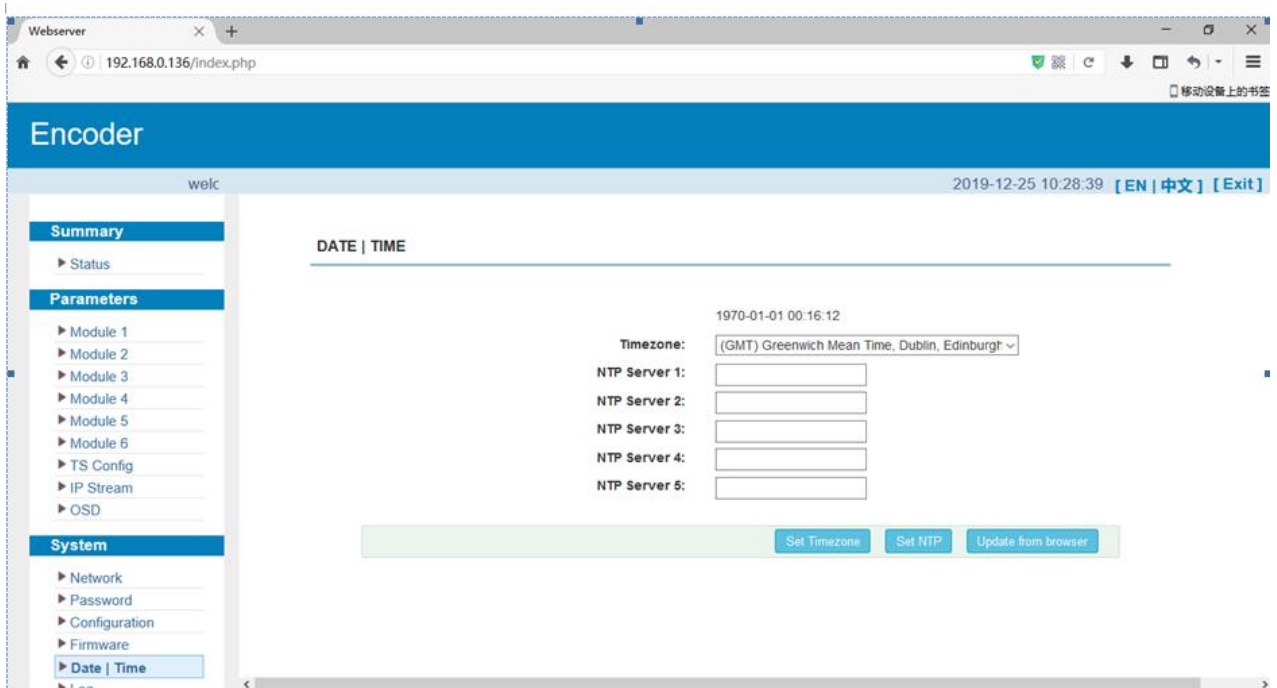 Webserver
192.168.0.136/index.php
移动设备上的书签
Encoder
welc
2019-12-25 10:28:39 [ EN | 中文 ] [ Exit ]
Summary
Status
Parameters
Module 1
Module 2
Module 3
Module 4
Module 5
Module 6
TS Config
IP Stream
OSD
System
Network
Password
Configuration
Firmware
Date | Time
DATE | TIME
1970-01-01 00:16:12
Timezone: (GMT) Greenwich Mean Time, Dublin, Edinburgh
NTP Server 1:
NTP Server 2:
NTP Server 3:
NTP Server 4:
NTP Server 5:
Set Timezone Set NTP Update from browser